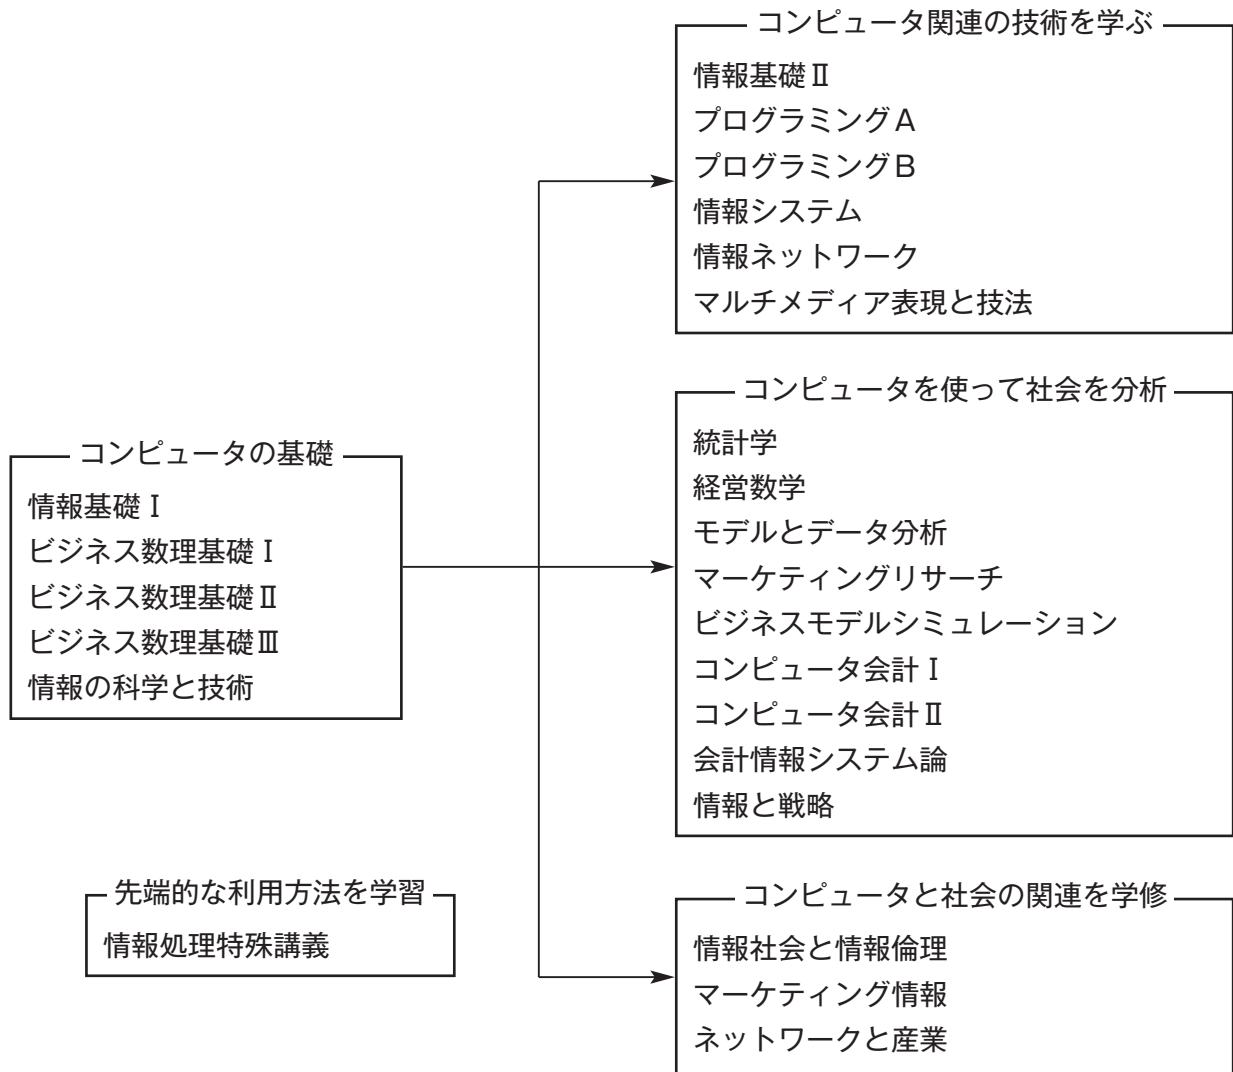 コンピュータ関連の技術を学ぶ
情報基礎Ⅱ
プログラミングA
プログラミングB
情報システム
情報ネットワーク
マルチメディア表現と技法
コンピュータを使って社会を分析
統計学
経営数学
モデルとデータ分析
マーケティングリサーチ
ビジネスモデルシミュレーション
コンピュータ会計Ⅰ
コンピュータ会計Ⅱ
会計情報システム論
情報と戦略
コンピュータの基礎
情報基礎Ⅰ
ビジネス数理基礎Ⅰ
ビジネス数理基礎Ⅱ
ビジネス数理基礎Ⅲ
情報の科学と技術
先端的な利用方法を学習
情報処理特殊講義
コンピュータと社会の関連を学修
情報社会と情報倫理
マーケティング情報
ネットワークと産業